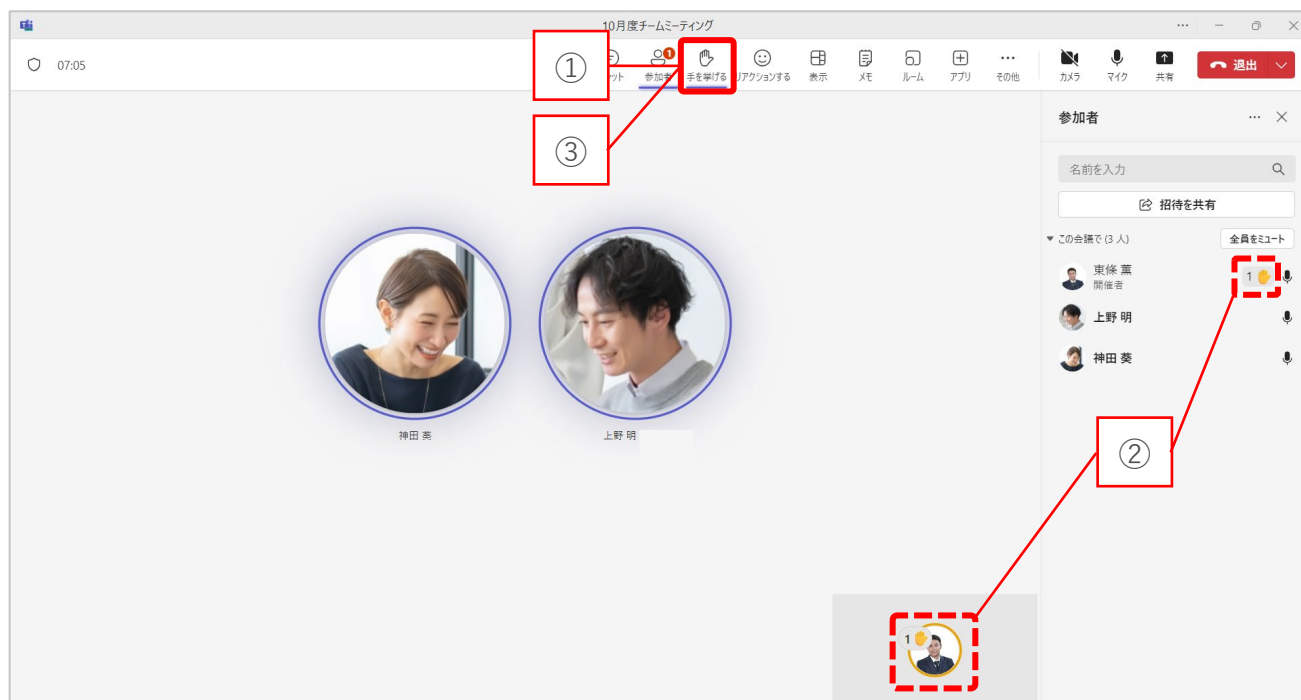 10月度チームミーティング
07:05
参加者
1
手を挙げる
リアクションする
表示
メモ
ルーム
アプリ
その他
カメラ
マイク
共有
退出
①
③
参加者
名前を入力
招待を共有
この会議で (3 人)
全員をミュート
東條 薫
開催者
1
上野 明
神田 葵
神田 葵
上野 明
②
1